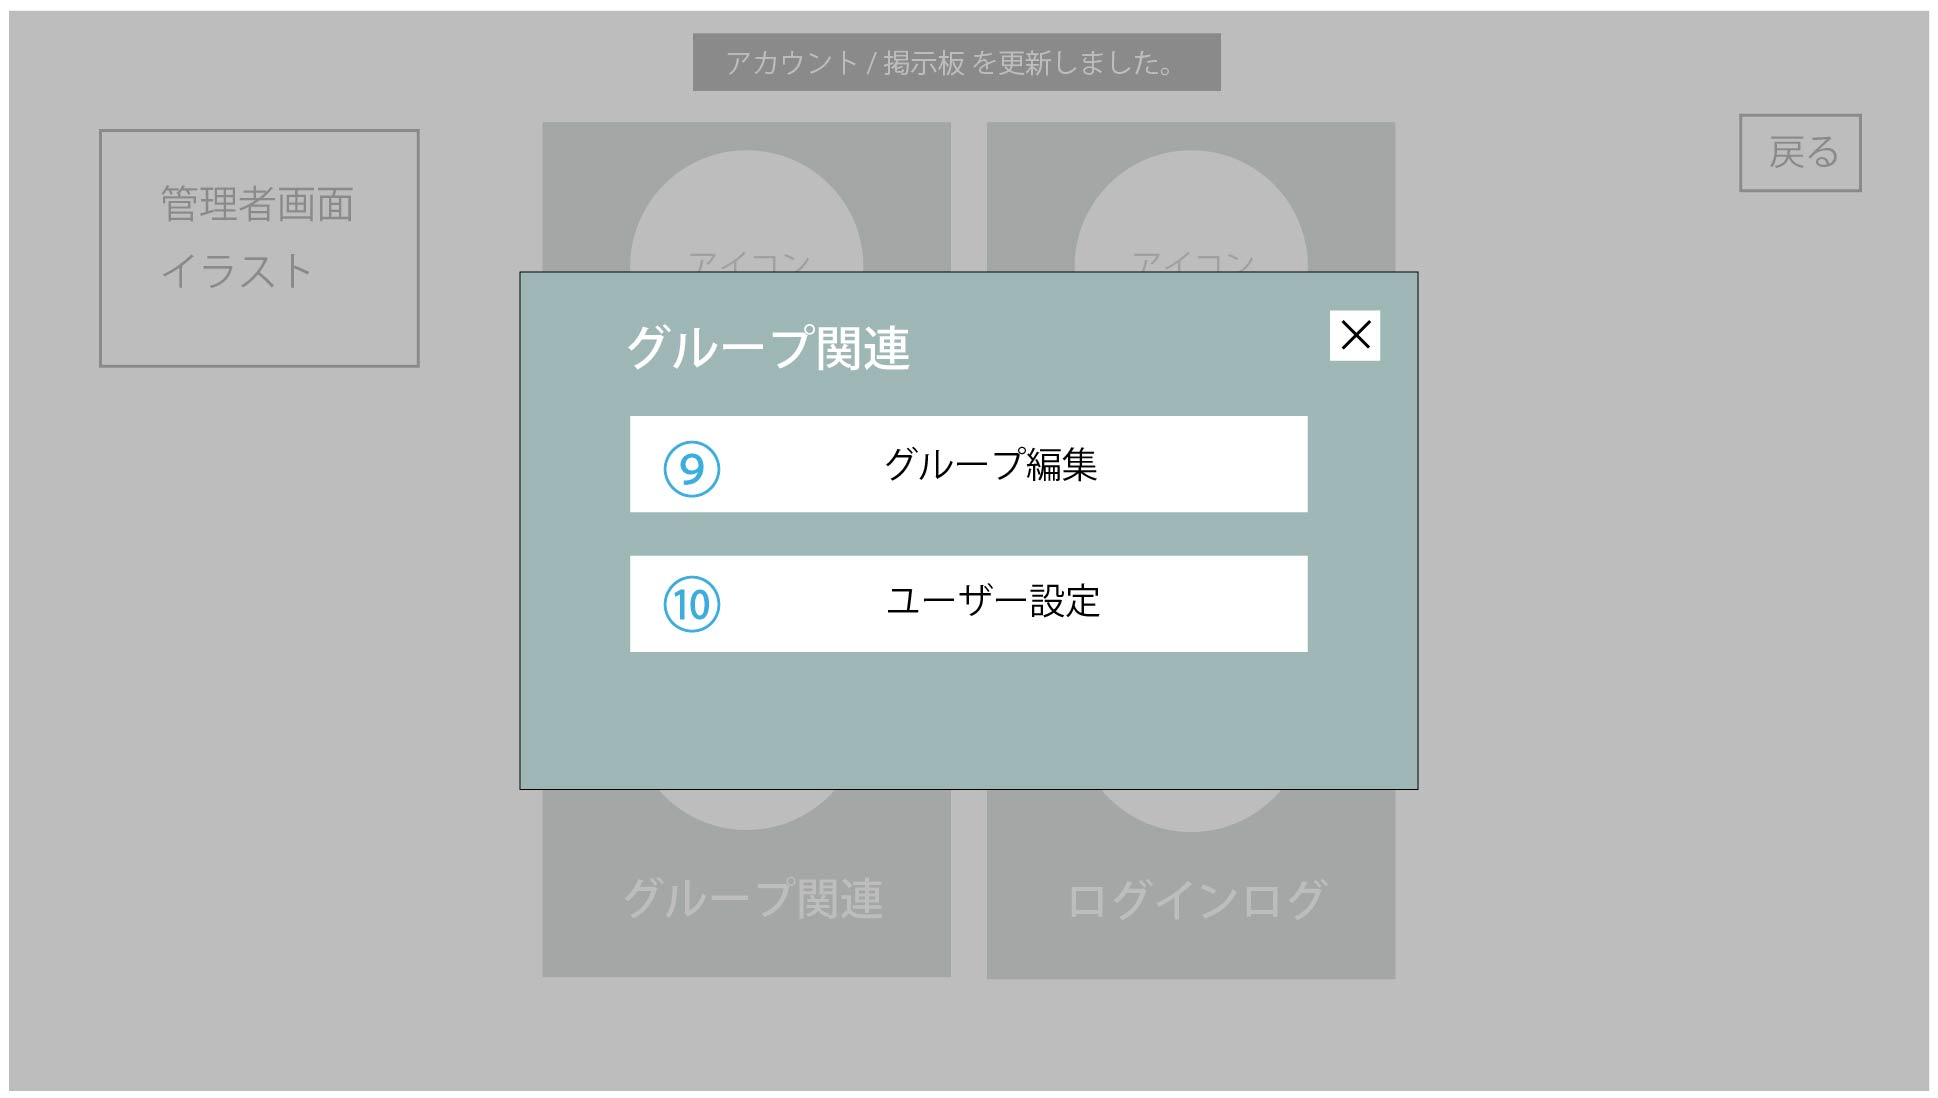 アカウント / 掲示板 を更新しました。
戻る
管理者画面
イラスト
アイコン
アイコン
グループ関連
⑨ グループ編集
⑩ ユーザー設定
グループ関連
ログインログ